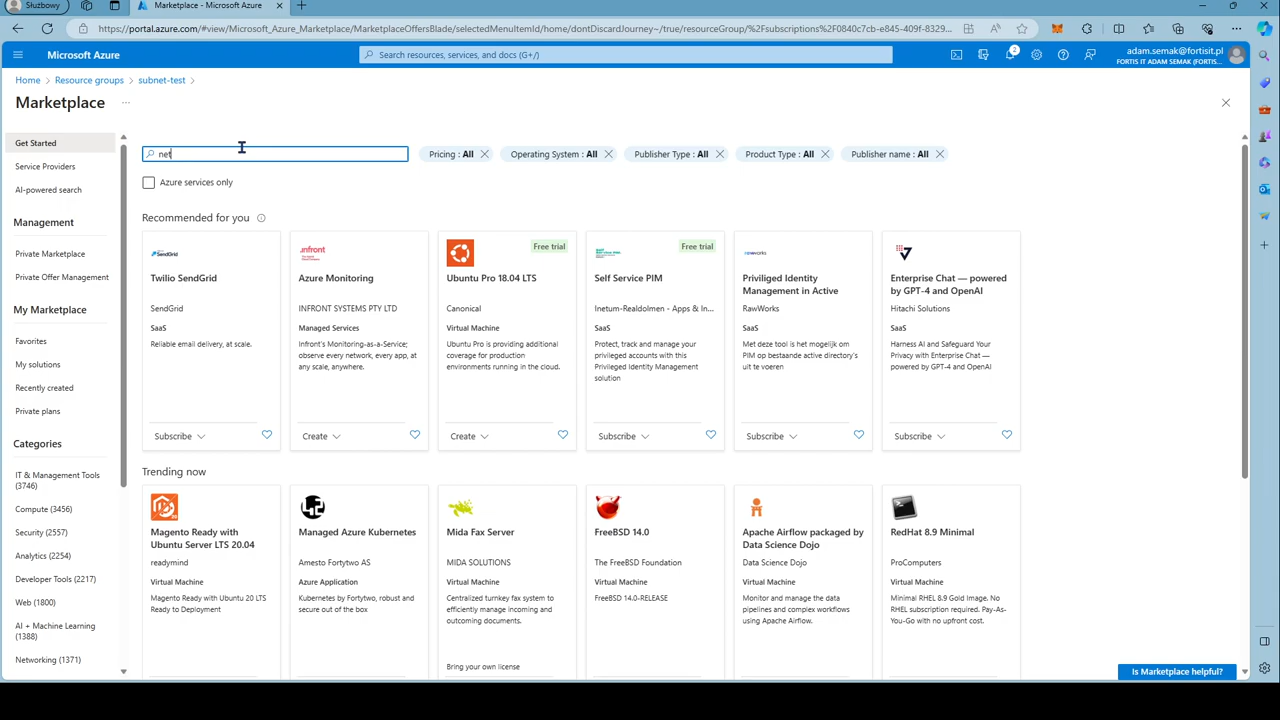 Służbowy
Marketplace - Microsoft Azure
https://portal.azure.com/#view/Microsoft_Azure_Marketplace/MarketplaceOffersBlade/selectedMenuItemId/home/dontDiscardJourney~/true/resourceGroup/%2Fsubscriptions%2F0840c7cb-e845-4165-8329...
Microsoft Azure
Search resources, services, and docs (G+/)
2
adam.semak@fortisit.pl
FORTIS IT ADAM SEMAK (FORTIS...
Home > Resource groups > subnet-test >
Marketplace ...
Get Started
Service Providers
AI-powered search
Management
Private Marketplace
Private Offer Management
My Marketplace
Favorites
My solutions
Recently created
Private plans
Categories
IT & Management Tools
(3746)
Compute (3456)
Security (2557)
Analytics (2254)
Developer Tools (2217)
Web (1800)
AI + Machine Learning
(1388)
Networking (1371)
net
Pricing : All
Operating System : All
Publisher Type : All
Product Type : All
Publisher name : All
Azure services only
Recommended for you
SendGrid
Twilio SendGrid
SendGrid
SaaS
Reliable email delivery, at scale.
Subscribe
infront
Azure Monitoring
INFRONT SYSTEMS PTY LTD
Managed Services
Infront's Monitoring-as-a-Service;
observe every network, every app, at
any scale, anywhere.
Create
Free trial
Ubuntu Pro 18.04 LTS
Canonical
Virtual Machine
Ubuntu Pro is providing additional
coverage for production
environments running in the cloud.
Create
Free trial
Self Service PIM
Inetum-Realdolmen - Apps & In...
SaaS
Protect, track and manage your
privileged accounts with this
Privileged Identity Management
solution
Subscribe
Priviliged Identity
Management in Active
RawWorks
SaaS
Met deze tool is het mogelijk om
PIM op bestaande active directory's
uit te voeren
Subscribe
Enterprise Chat — powered
by GPT-4 and OpenAI
Hitachi Solutions
SaaS
Harness AI and Safeguard Your
Privacy with Enterprise Chat —
powered by GPT-4 and OpenAI
Subscribe
Trending now
Magento Ready with
Ubuntu Server LTS 20.04
readymind
Virtual Machine
Magento Ready with Ubuntu 20 LTS
Ready to Deployment
Managed Azure Kubernetes
Amesto Fortytwo AS
Azure Application
Kubernetes by Fortytwo, robust and
secure out of the box
Mida Fax Server
MIDA SOLUTIONS
Virtual Machine
Centralized turnkey fax system to
efficiently manage incoming and
outcoming documents.
Bring your own license
FreeBSD 14.0
The FreeBSD Foundation
Virtual Machine
FreeBSD 14.0-RELEASE
Apache Airflow packaged by
Data Science Dojo
Data Science Dojo
Virtual Machine
Monitor and manage the data
pipelines and complex workflows
using Apache Airflow.
RedHat 8.9 Minimal
ProComputers
Virtual Machine
Minimal RHEL 8.9 Gold Image. No
RHEL subscription required. Pay-As-
You-Go with no upfront cost.
Is Marketplace helpful?